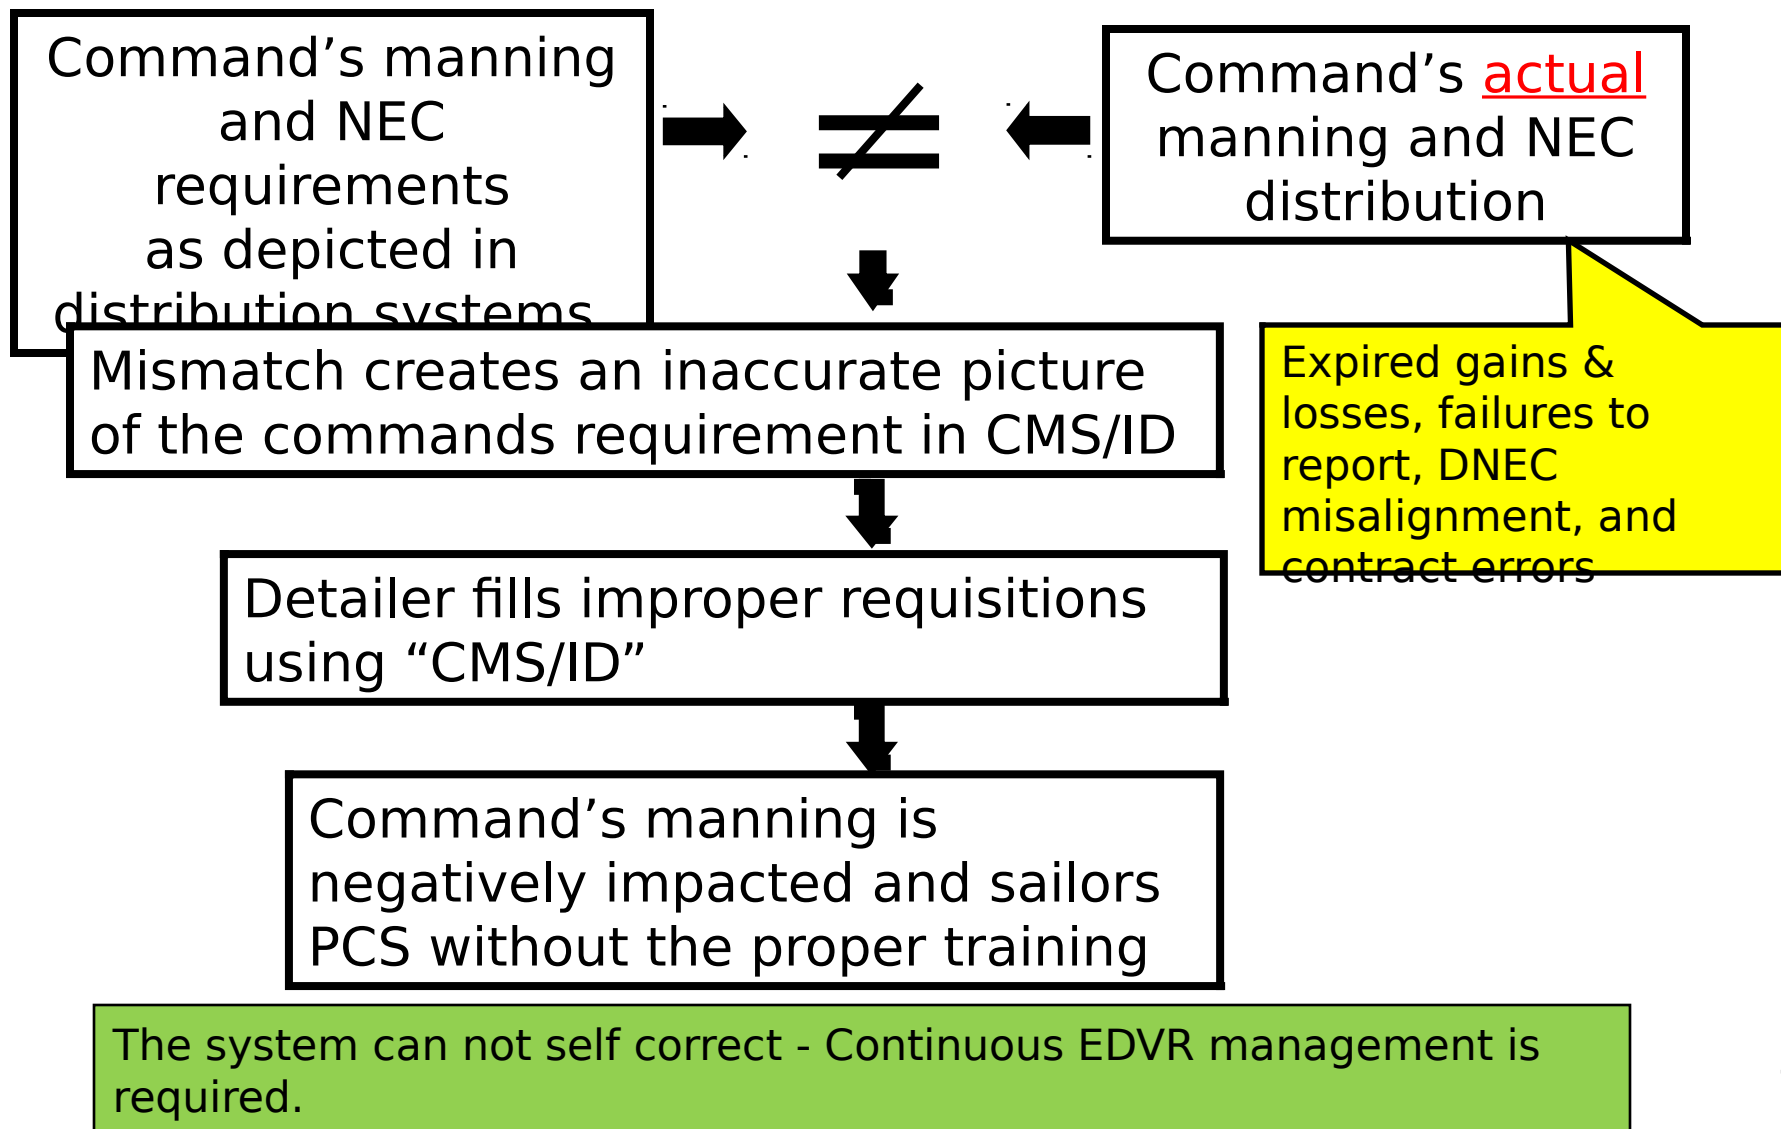 Command’s manning
and NEC
requirements
as depicted in
distribution systems
≠
Command’s actual
manning and NEC
distribution
Mismatch creates an inaccurate picture
of the commands requirement in CMS/ID
Expired gains &
losses, failures to
report, DNEC
misalignment, and
contract errors
Detailer fills improper requisitions
using “CMS/ID”
Command’s manning is
negatively impacted and sailors
PCS without the proper training
The system can not self correct - Continuous EDVR management is
required.